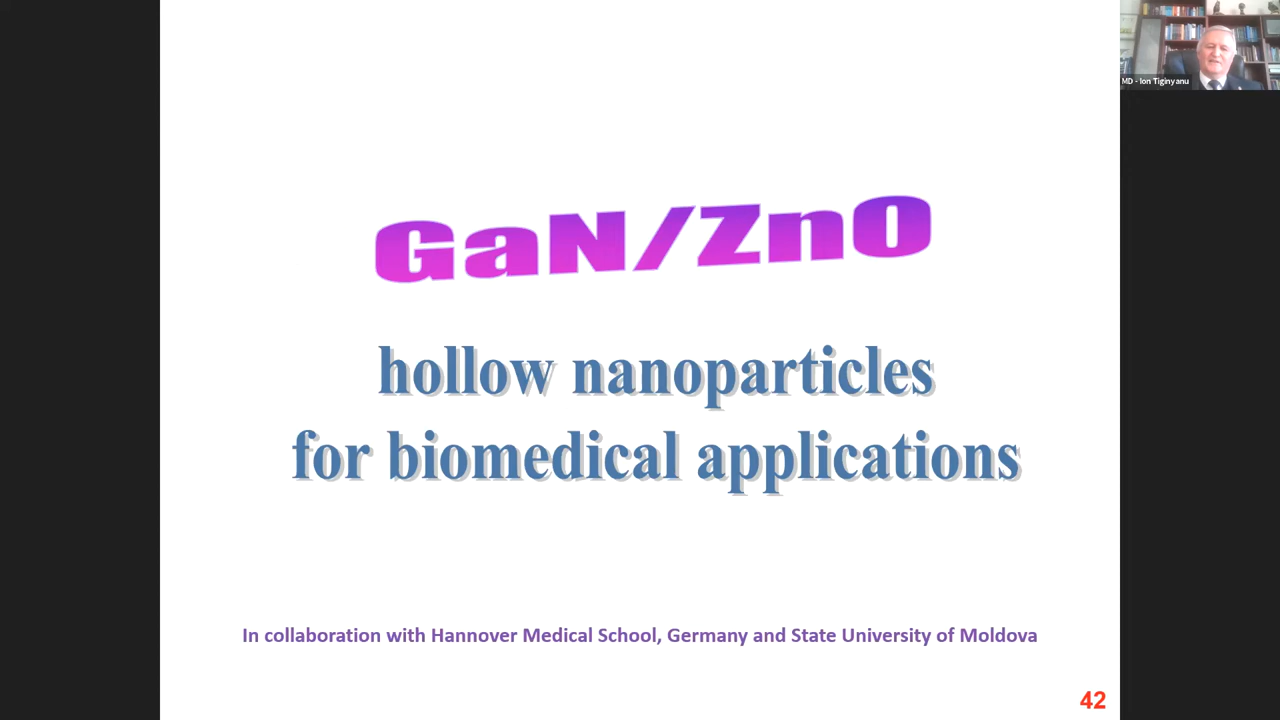 MD - Ion Tiginyanu
GaN/ZnO
hollow nanoparticles
for biomedical applications
In collaboration with Hannover Medical School, Germany and State University of Moldova
42